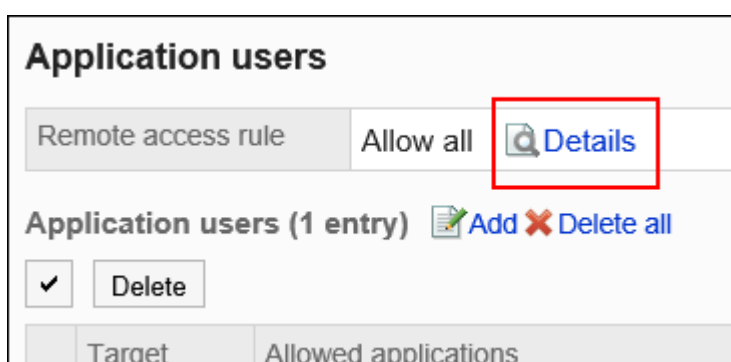 Application users
Remote access rule Allow all Details
Application users (1 entry) Add Delete all
Delete
Target Allowed applications